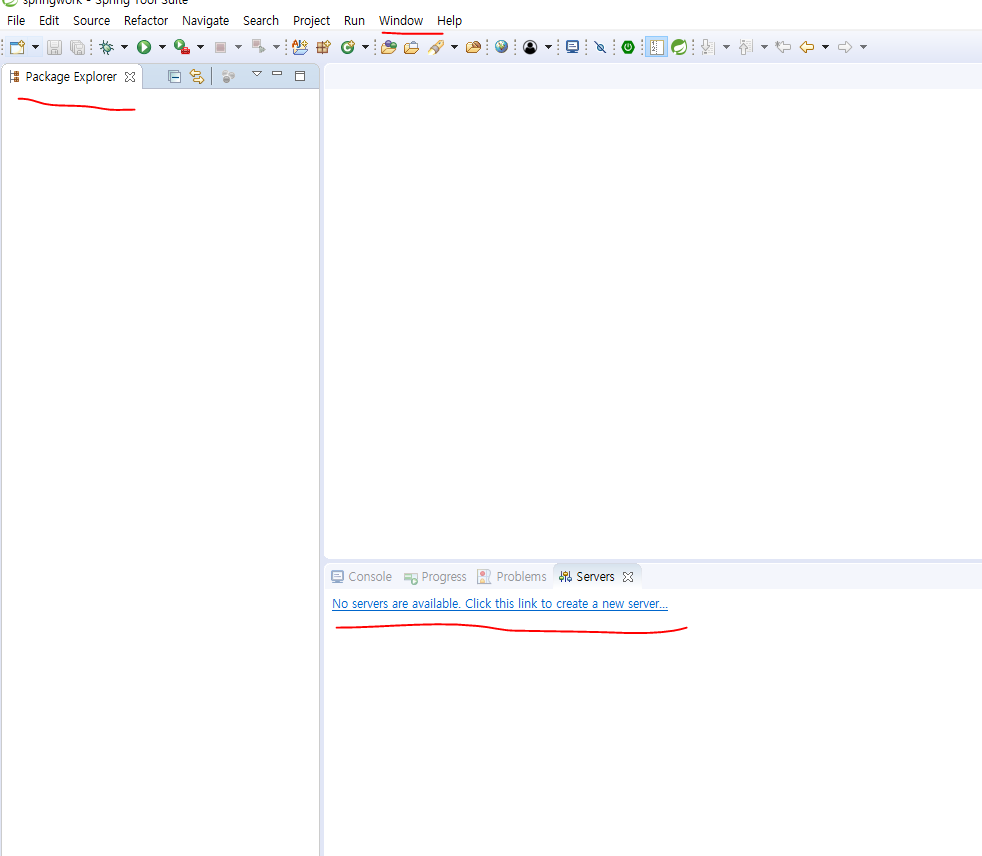 springwork - Spring Tool Suite
File Edit Source Refactor Navigate Search Project Run Window Help
Package Explorer
Console Progress Problems Servers
No servers are available. Click this link to create a new server...